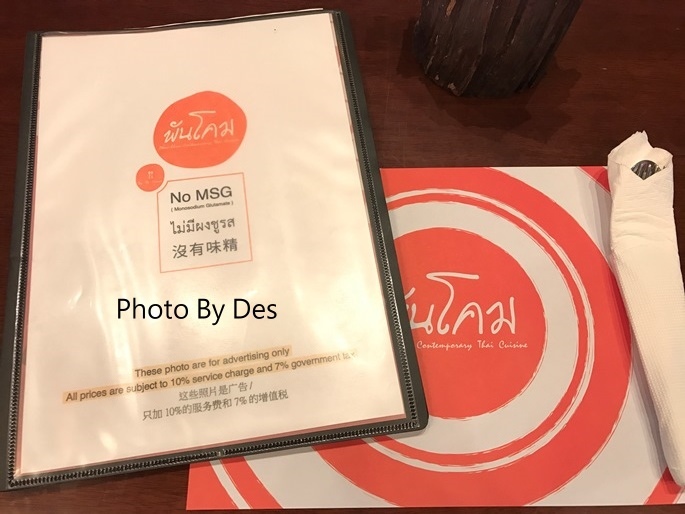 พันโคม
No MSG
( Monosodium Glutamate )
ไม่มีผงชูรส
沒有味精
Photo By Des
These photo are for advertising only
All prices are subject to 10% service charge and 7% government tax
这些照片是广告/
只加 10%的服务费和 7% 的增值税
ันโคม
Contemporary Thai Cuisine